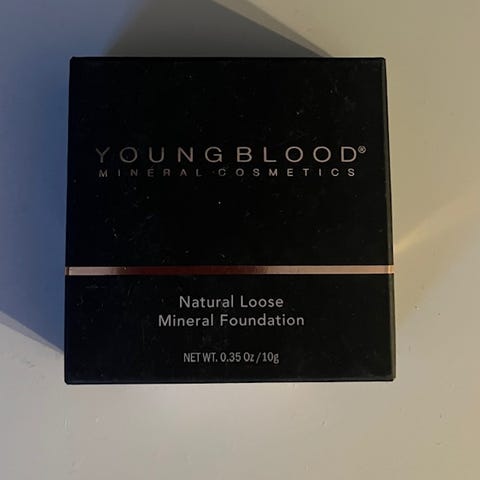 YOUNGBLOOD®
MINERAL COSMETICS
Natural Loose
Mineral Foundation
NET WT. 0.35 Oz/10g